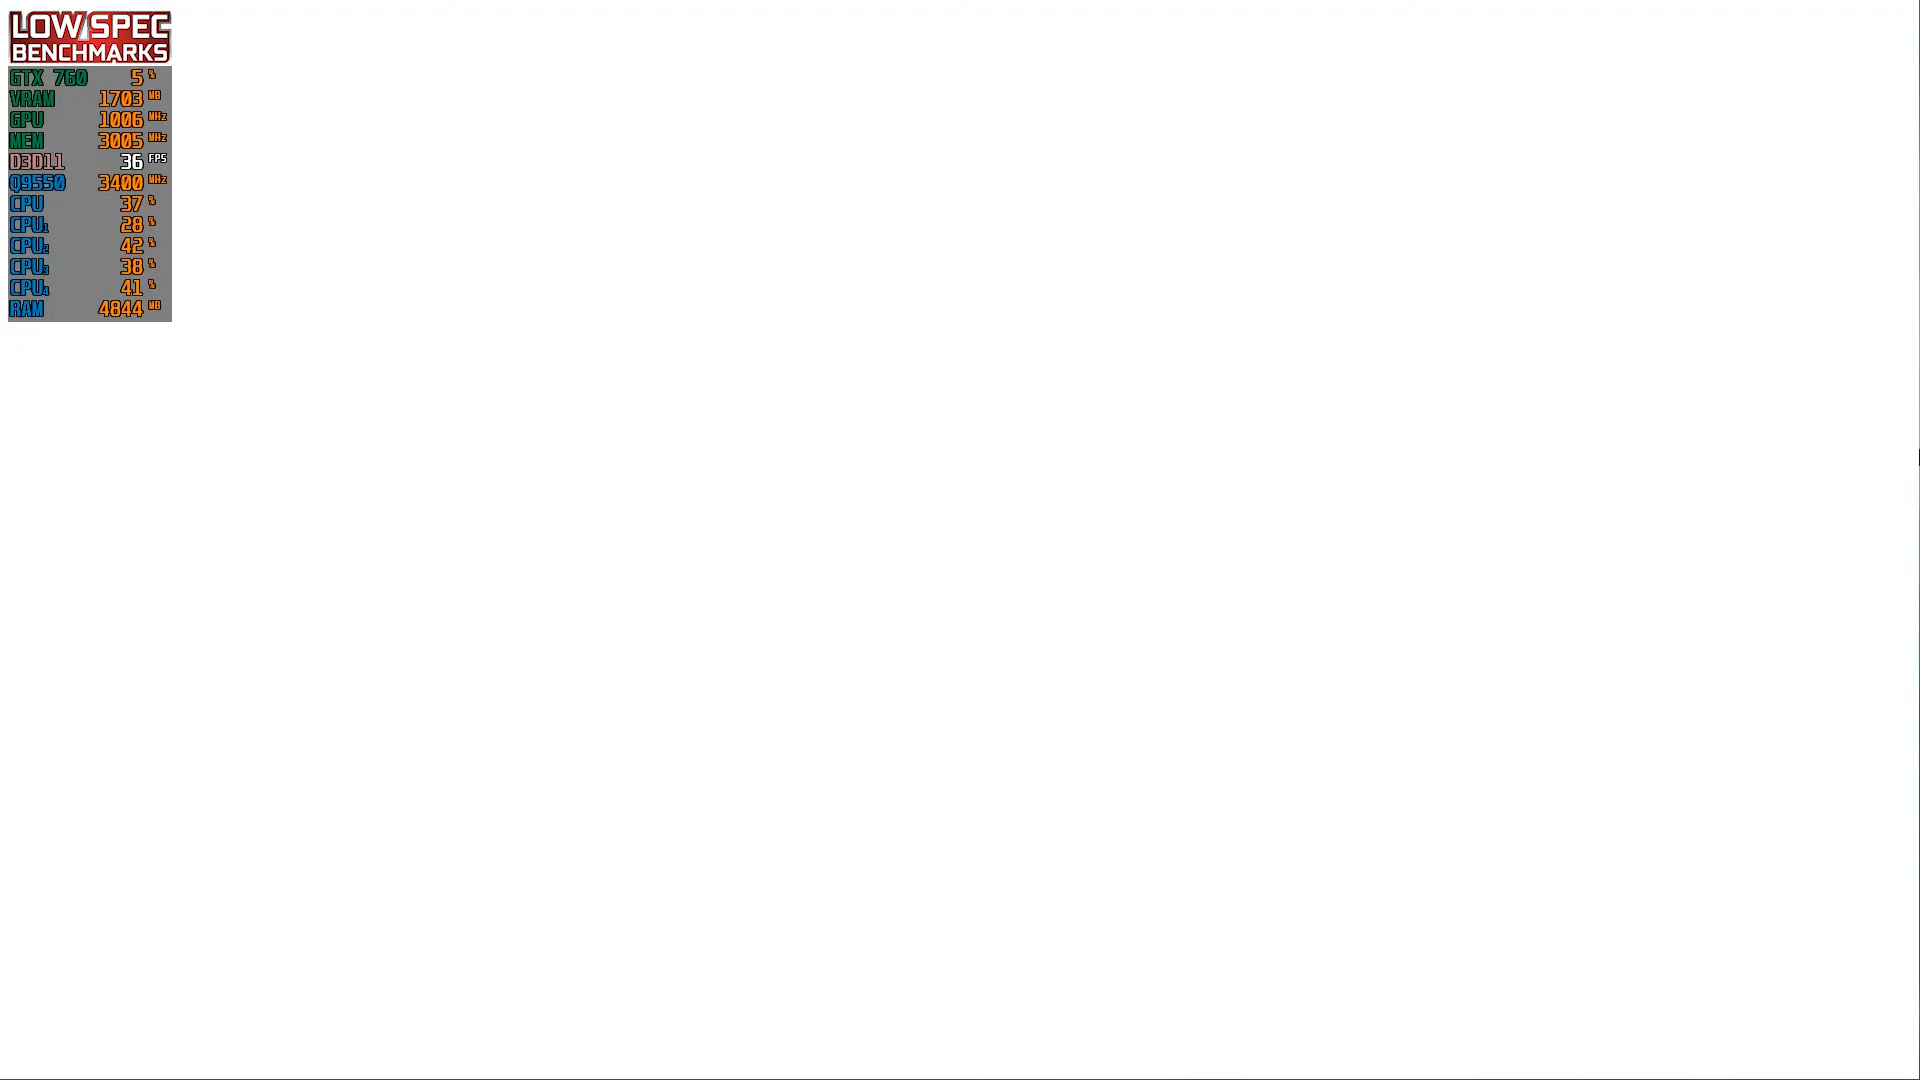 LOW SPEC
BENCHMARKS
GTX 760 5 %
VRAM 1703 MB
GPU 1006 MHz
MEM 3005 MHz
D3D11 36 FPS
Q9550 3400 MHz
CPU 37 %
CPU1 28 %
CPU2 42 %
CPU3 38 %
CPU4 41 %
RAM 4844 MB